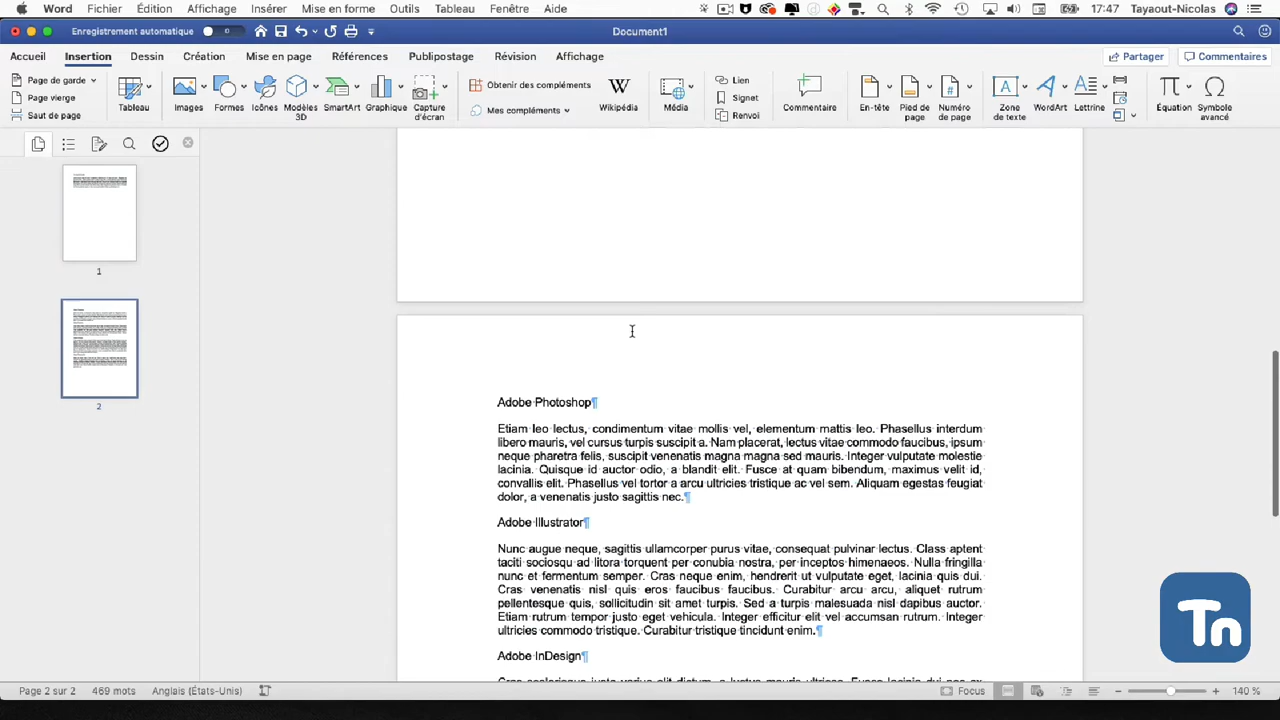 Word Fichier Édition Affichage Insérer Mise en forme Outils Tableau Fenêtre Aide 17:47 Tayaout-Nicolas
Enregistrement automatique Document1
Accueil Insertion Dessin Création Mise en page Références Publipostage Révision Affichage Partager Commentaires
Page de garde
Page vierge
Saut de page
Tableau
Images
Formes
Icônes
Modèles
3D
SmartArt
Graphique
Capture
d'écran
Obtenir des compléments
Mes compléments
Wikipédia
Média
Lien
Signet
Renvoi
Commentaire
En-tête
Pied de
page
Numéro
de page
Zone
de texte
WordArt
Lettrine
Équation
Symbole
avancé
1
2
Adobe Photoshop¶
Etiam leo lectus, condimentum vitae mollis vel, elementum mattis leo. Phasellus interdum
libero mauris, vel cursus turpis suscipit a. Nam placerat, lectus vitae commodo faucibus, ipsum
neque pharetra felis, suscipit venenatis magna magna sed mauris. Integer vulputate molestie
lacinia. Quisque id auctor odio, a blandit elit. Fusce at quam bibendum, maximus velit id,
convallis elit. Phasellus vel tortor a arcu ultricies tristique ac vel sem. Aliquam egestas feugiat
dolor, a venenatis justo sagittis nec.¶
Adobe Illustrator¶
Nunc augue neque, sagittis ullamcorper purus vitae, consequat pulvinar lectus. Class aptent
taciti sociosqu ad litora torquent per conubia nostra, per inceptos himenaeos. Nulla fringilla
nunc et fermentum semper. Cras neque enim, hendrerit ut vulputate eget, lacinia quis dui.
Cras venenatis nisl quis eros faucibus faucibus. Curabitur arcu arcu, aliquet rutrum
pellentesque quis, sollicitudin sit amet turpis. Sed a turpis malesuada nisl dapibus auctor.
Etiam rutrum tempor justo eget vehicula. Integer efficitur elit vel accumsan rutrum. Integer
ultricies commodo tristique. Curabitur tristique tincidunt enim.¶
Adobe InDesign¶
Tn
Page 2 sur 2 469 mots Anglais (États-Unis) Focus 140 %